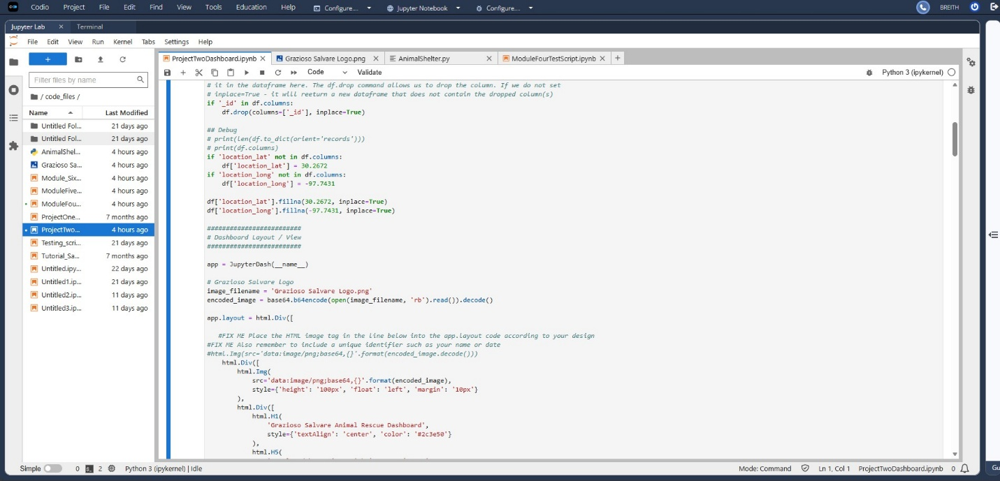 Codio Project File Edit Find View Tools Education Help Configure.... Jupyter Notebook Configure.... BREITH
Jupyter Lab Terminal
File Edit View Run Kernel Tabs Settings Help
ProjectTwoDashboard.ipynb Grazioso Salvare Logo.png AnimalShelter.py ModuleFourTestScript.ipynb
Code Validate Python 3 (ipykernel)
Filter files by name
/ code_files /
Name Last Modified
Untitled Fol... 21 days ago
Untitled Fol... 21 days ago
AnimalShel... 4 hours ago
Grazioso Sa... 4 hours ago
Module_Six... 4 hours ago
ModuleFive... 4 hours ago
ModuleFou... 4 hours ago
ProjectOne... 7 months ago
ProjectTwo... 4 hours ago
Testing_scri... 21 days ago
Tutorial_Sa... 7 months ago
Untitled.ipy... 22 days ago
Untitled1.ip... 21 days ago
Untitled2.ip... 11 days ago
Untitled3.ip... 11 days ago
# it in the dataframe here. The df.drop command allows us to drop the column. If we do not set
# inplace=True - it will reeturn a new dataframe that does not contain the dropped column(s)
if '_id' in df.columns:
df.drop(columns=['_id'], inplace=True)
## Debug
# print(len(df.to_dict(orient='records')))
# print(df.columns)
if 'location_lat' not in df.columns:
df['location_lat'] = 30.2672
if 'location_long' not in df.columns:
df['location_long'] = -97.7431
df['location_lat'].fillna(30.2672, inplace=True)
df['location_long'].fillna(-97.7431, inplace=True)
#########################
# Dashboard Layout / View
#########################
app = JupyterDash(__name__)
# Grazioso Salvare logo
image_filename = 'Grazioso Salvare Logo.png'
encoded_image = base64.b64encode(open(image_filename, 'rb').read()).decode()
app.layout = html.Div([
#FIX ME Place the HTML image tag in the line below into the app.layout code according to your design
#FIX ME Also remember to include a unique identifier such as your name or date
#html.Img(src='data:image/png;base64,{}'.format(encoded_image.decode()))
html.Div([
html.Img(
src='data:image/png;base64,{}'.format(encoded_image),
style={'height': '100px', 'float': 'left', 'margin': '10px'}
),
html.Div([
html.H1(
'Grazioso Salvare Animal Rescue Dashboard',
style={'textAlign': 'center', 'color': '#2c3e50'}
),
html.H5(
Simple 0 2 Python 3 (ipykernel) | Idle Mode: Command Ln 1, Col 1 ProjectTwoDashboard.ipynb 0 Gu